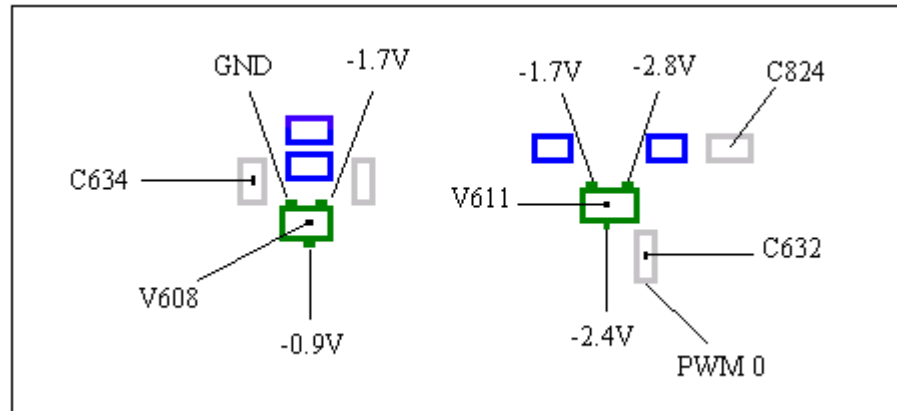 GND
-1.7V
-1.7V
-2.8V
C824
C634
V611
C632
V608
-0.9V
-2.4V
PWM 0